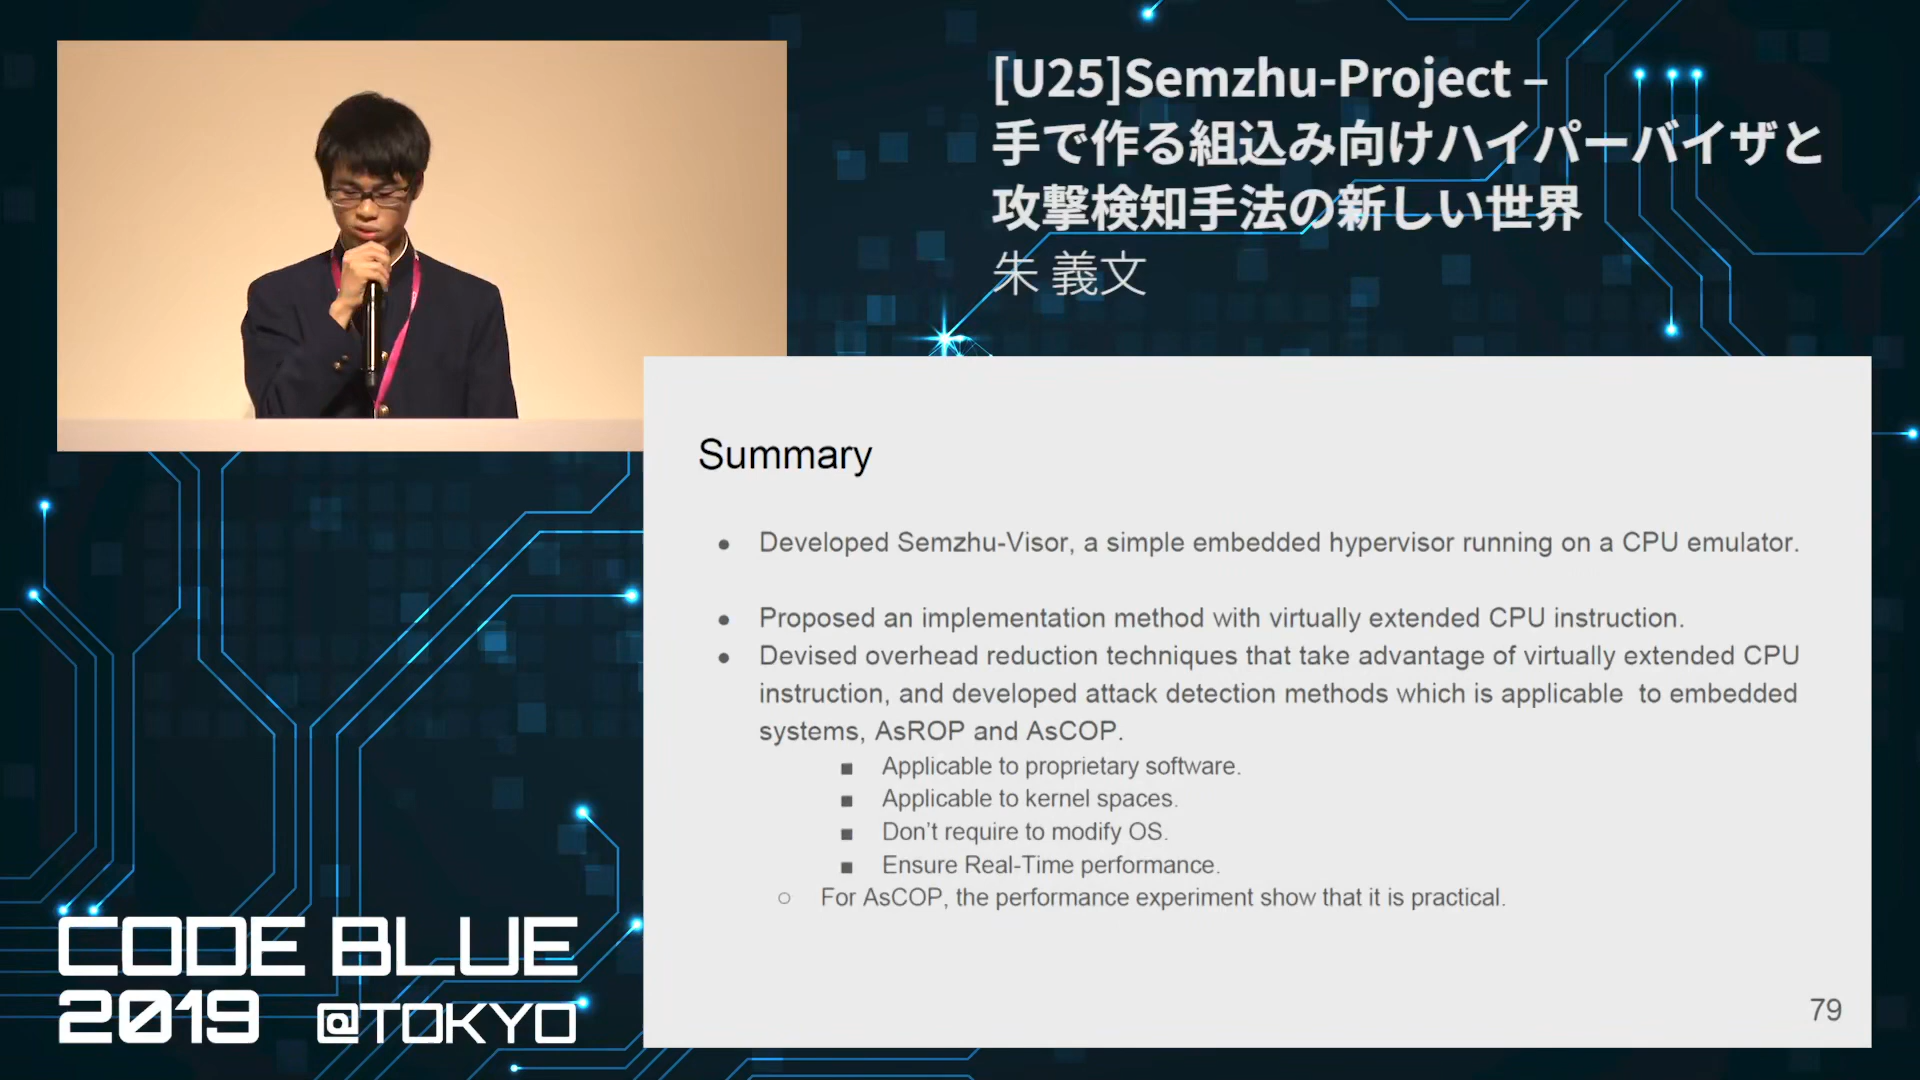 [U25]Semzhu-Project –
手で作る組込み向けハイパーバイザと
攻撃検知手法の新しい世界
朱 義文
Summary
● Developed Semzhu-Visor, a simple embedded hypervisor running on a CPU emulator.
● Proposed an implementation method with virtually extended CPU instruction.
● Devised overhead reduction techniques that take advantage of virtually extended CPU
instruction, and developed attack detection methods which is applicable to embedded
systems, AsROP and AsCOP.
■ Applicable to proprietary software.
■ Applicable to kernel spaces.
■ Don't require to modify OS.
■ Ensure Real-Time performance.
○ For AsCOP, the performance experiment show that it is practical.
79
CODE BLUE
2019 @TOKYO